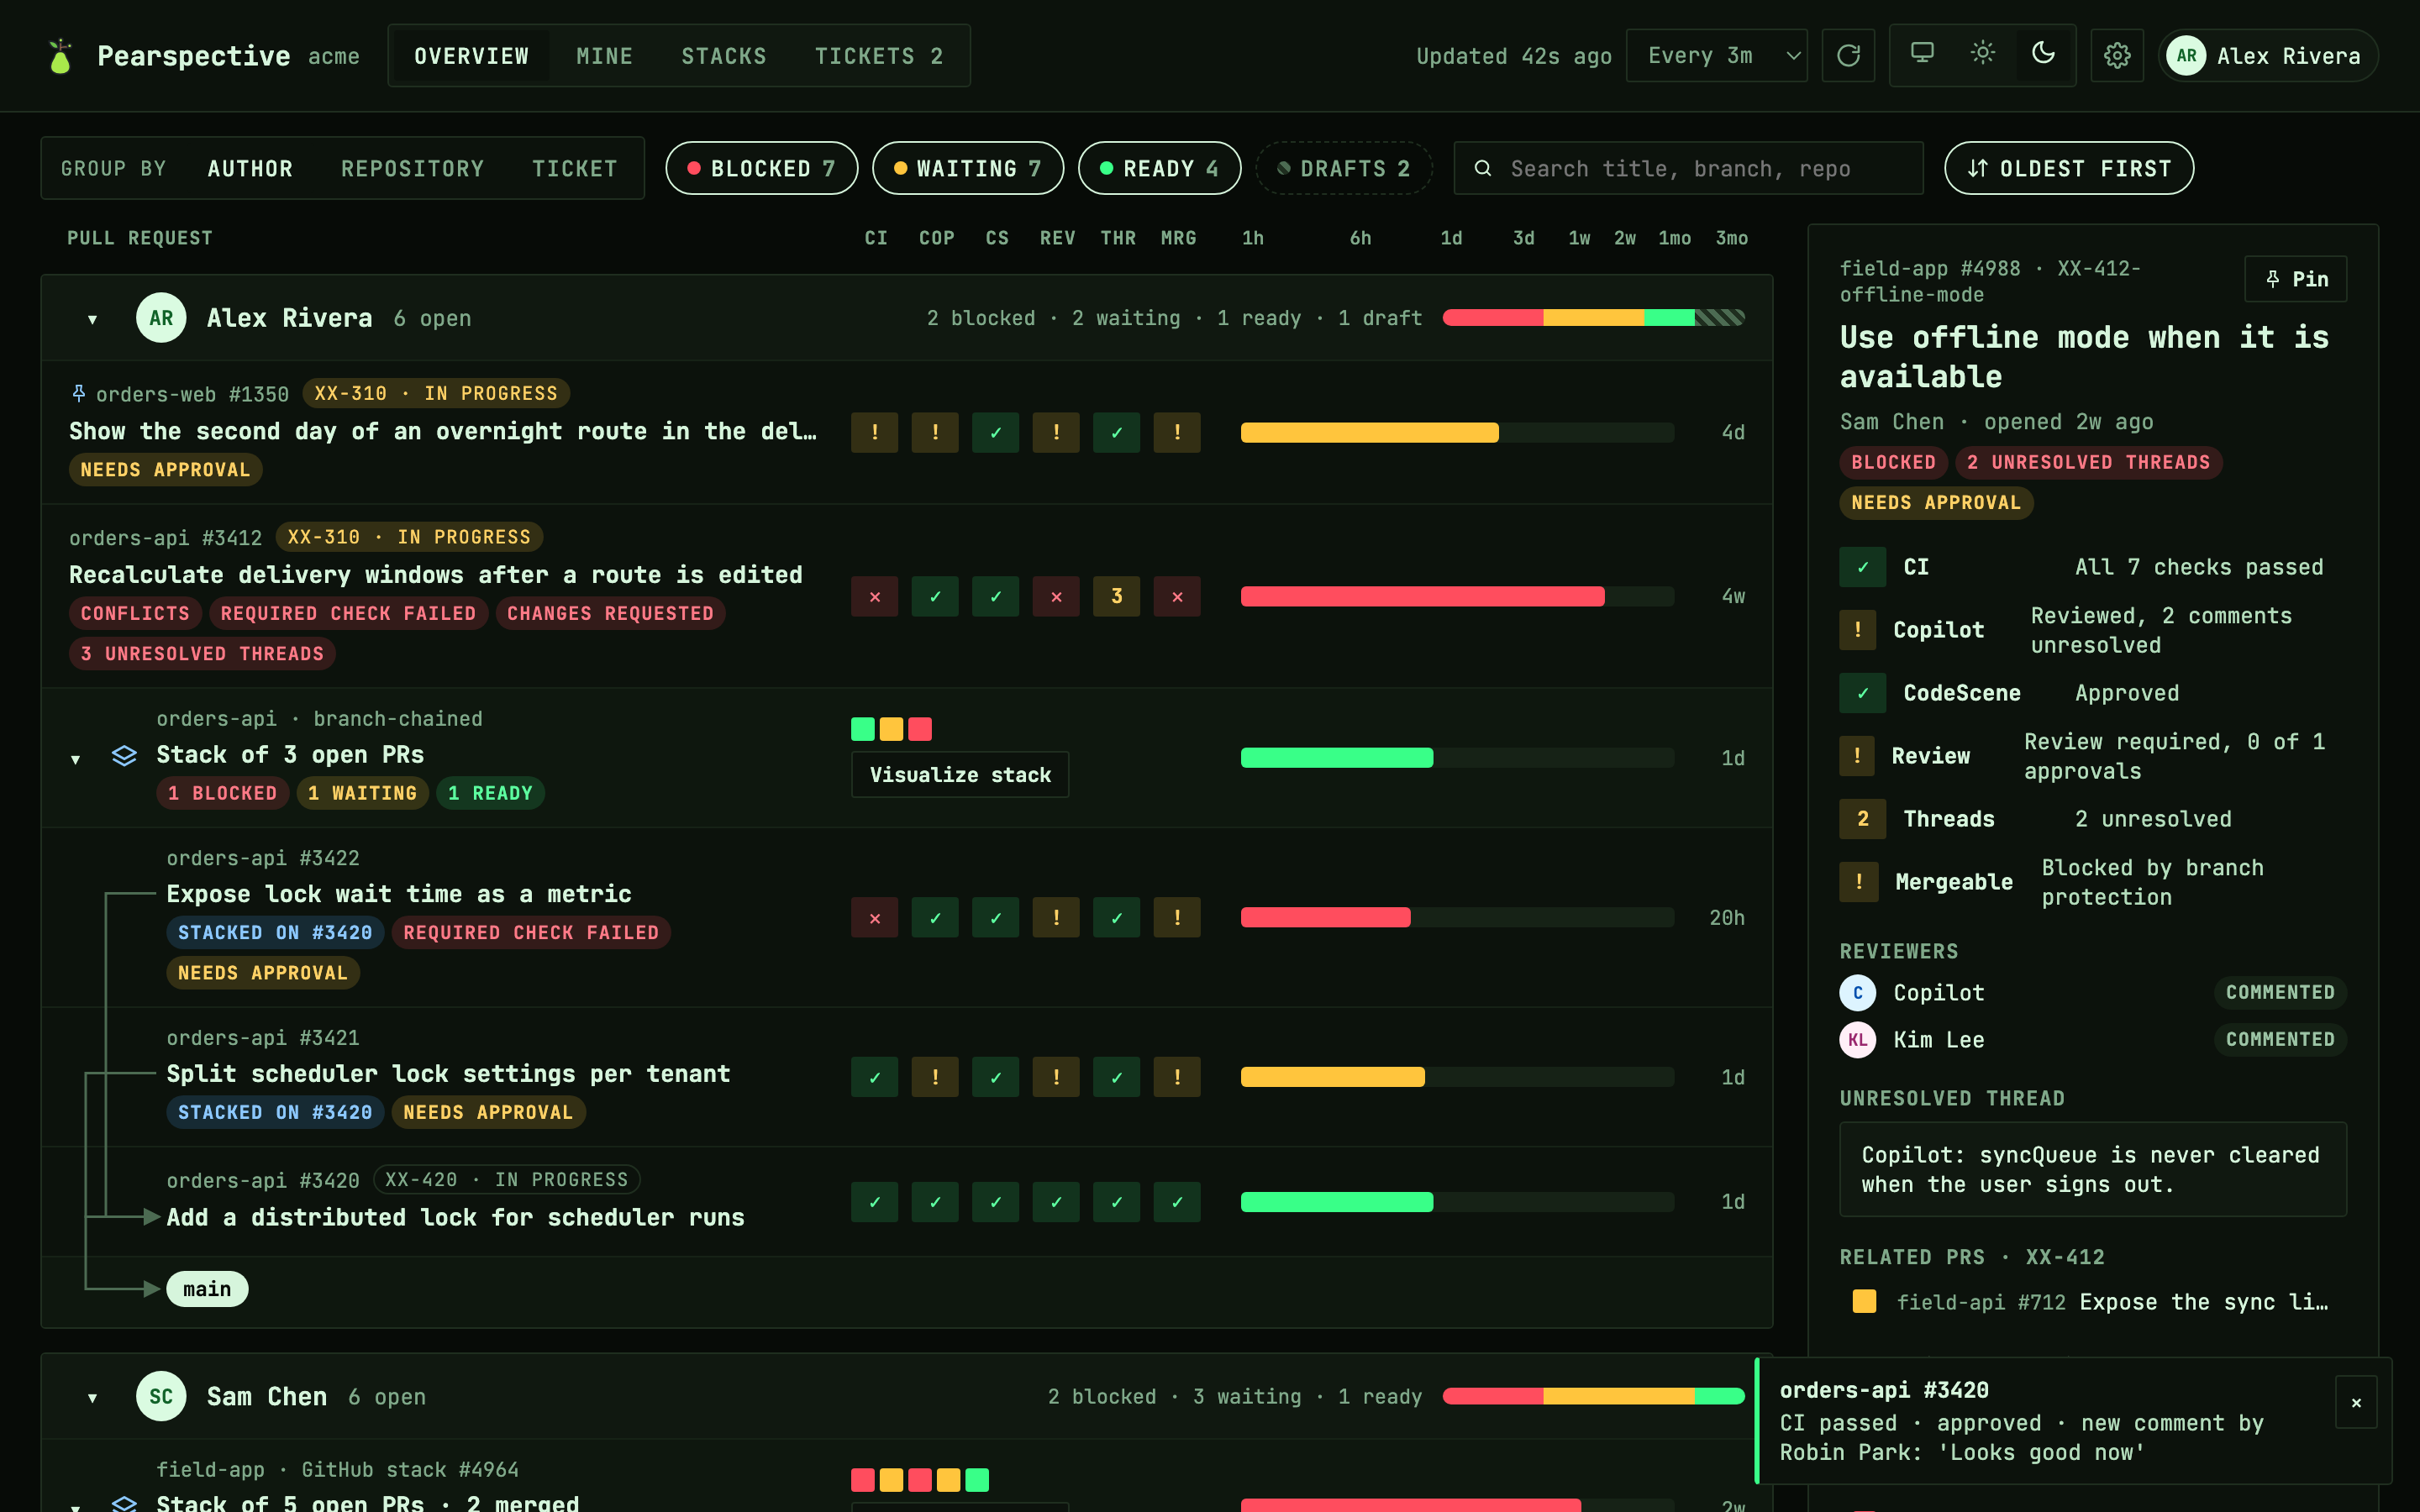 Pearspective acme OVERVIEW MINE STACKS TICKETS 2 Updated 42s ago Every 3m AR Alex Rivera
GROUP BY AUTHOR REPOSITORY TICKET BLOCKED 7 WAITING 7 READY 4 DRAFTS 2 Search title, branch, repo OLDEST FIRST
PULL REQUEST CI COP CS REV THR MRG 1h 6h 1d 3d 1w 2w 1mo 3mo
▼ AR Alex Rivera 6 open 2 blocked · 2 waiting · 1 ready · 1 draft
orders-web #1350 XX-310 · IN PROGRESS
Show the second day of an overnight route in the del… ! ! ✓ ! ✓ ! 4d
NEEDS APPROVAL
orders-api #3412 XX-310 · IN PROGRESS
Recalculate delivery windows after a route is edited × ✓ ✓ × 3 × 4w
CONFLICTS REQUIRED CHECK FAILED CHANGES REQUESTED
3 UNRESOLVED THREADS
orders-api · branch-chained
▼ Stack of 3 open PRs Visualize stack 1d
1 BLOCKED 1 WAITING 1 READY
orders-api #3422
Expose lock wait time as a metric × ✓ ✓ ! ✓ ! 20h
STACKED ON #3420 REQUIRED CHECK FAILED
NEEDS APPROVAL
orders-api #3421
Split scheduler lock settings per tenant ✓ ! ✓ ! ✓ ! 1d
STACKED ON #3420 NEEDS APPROVAL
orders-api #3420 XX-420 · IN PROGRESS
Add a distributed lock for scheduler runs ✓ ✓ ✓ ✓ ✓ ✓ 1d
main
▼ SC Sam Chen 6 open 2 blocked · 3 waiting · 1 ready
field-app · GitHub stack #4964
Stack of 5 open PRs · 2 merged 2w
field-app #4988 · XX-412-
offline-mode
Pin
Use offline mode when it is
available
Sam Chen · opened 2w ago
BLOCKED 2 UNRESOLVED THREADS
NEEDS APPROVAL
✓ CI All 7 checks passed
! Copilot Reviewed, 2 comments
unresolved
✓ CodeScene Approved
! Review Review required, 0 of 1
approvals
2 Threads 2 unresolved
! Mergeable Blocked by branch
protection
REVIEWERS
C Copilot COMMENTED
KL Kim Lee COMMENTED
UNRESOLVED THREAD
Copilot: syncQueue is never cleared
when the user signs out.
RELATED PRS · XX-412
field-api #712 Expose the sync li…
orders-api #3420 ×
CI passed · approved · new comment by
Robin Park: 'Looks good now'